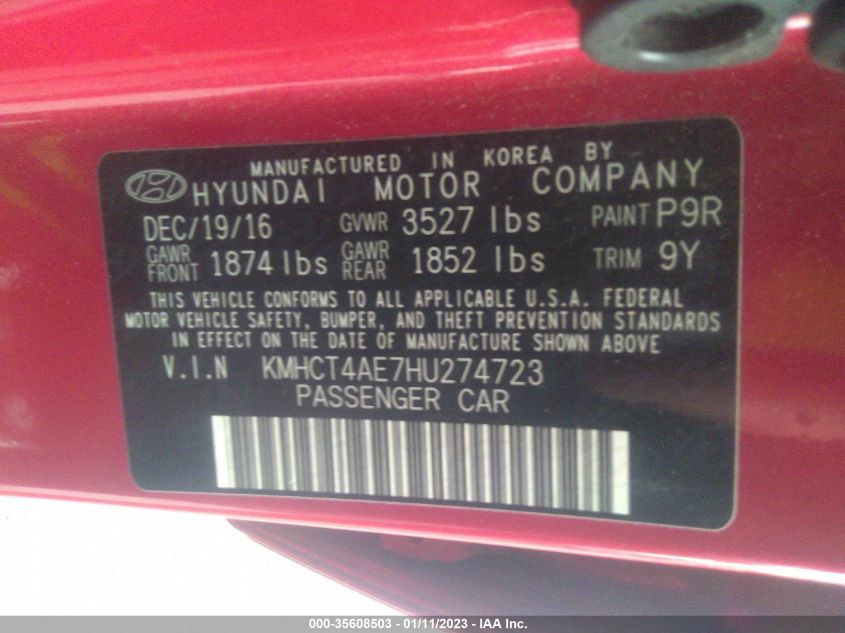 MANUFACTURED IN KOREA BY
HYUNDAI MOTOR COMPANY
DEC/19/16 GVWR 3527 lbs PAINT P9R
GAWR FRONT 1874 lbs GAWR REAR 1852 lbs TRIM 9Y
THIS VEHICLE CONFORMS TO ALL APPLICABLE U.S.A. FEDERAL
MOTOR VEHICLE SAFETY, BUMPER, AND THEFT PREVENTION STANDARDS
IN EFFECT ON THE DATE OF MANUFACTURE SHOWN ABOVE
V.I.N KMHCT4AE7HU274723
PASSENGER CAR
000-35608503 - 01/11/2023 - IAA Inc.